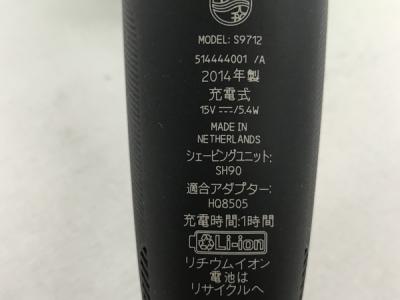 MODEL: S9712
514444001 /A
2014年製
充電式
15V⎓/5.4W
MADE IN
NETHERLANDS
シェービングユニット:
SH90
適合アダプター:
HQ8505
充電時間:1時間
Li-ion
リチウムイオン
電池は
リサイクルへ